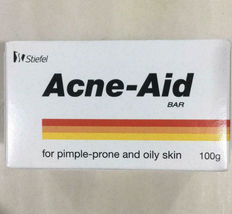 Stiefel
Acne-Aid
BAR
for pimple-prone and oily skin 100g